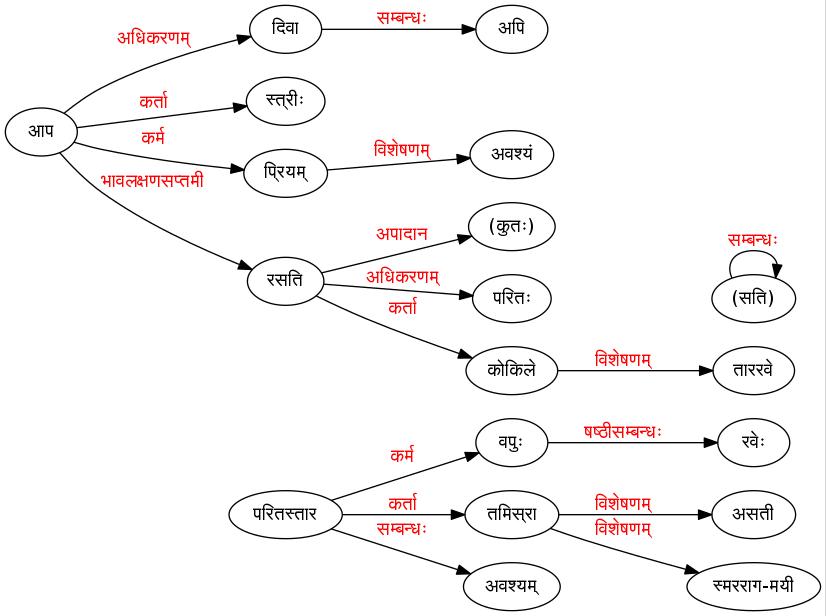 दिवा
सम्बन्धः
अपि
अधिकरणम्
स्त्रीः
कर्ता
आप
कर्म
प्रियम्
विशेषणम्
अवश्यं
भावलक्षणसप्तमी
(कुतः)
अपादान
सम्बन्धः
रसति
अधिकरणम्
परितः
(सति)
कर्ता
कोकिले
विशेषणम्
ताररवे
वपुः
षष्ठीसम्बन्धः
रवेः
कर्म
परितस्तार
कर्ता
तमिस्रा
विशेषणम्
असती
सम्बन्धः
विशेषणम्
अवश्यम्
स्मरराग-मयी